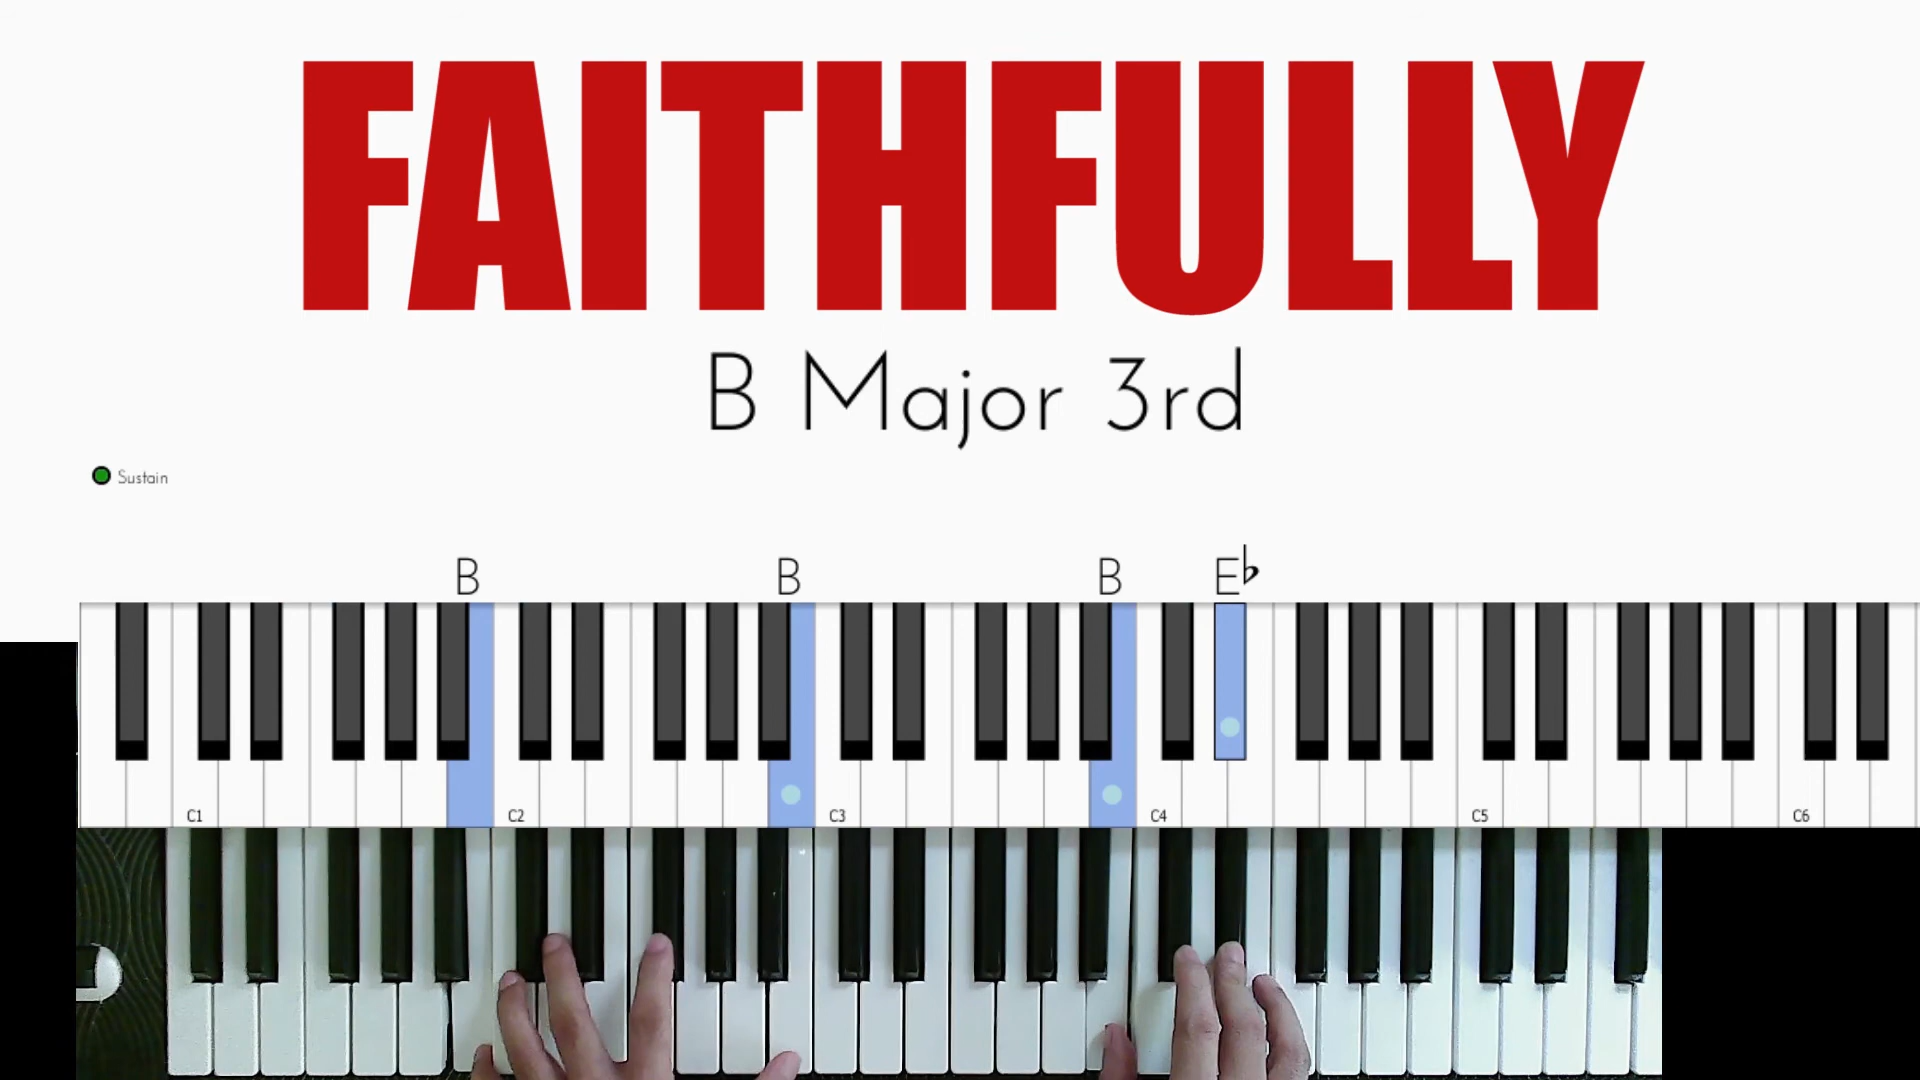 FAITHFULLY
B Major 3rd
Sustain
B B B E♭
C1 C2 C3 C4 C5 C6